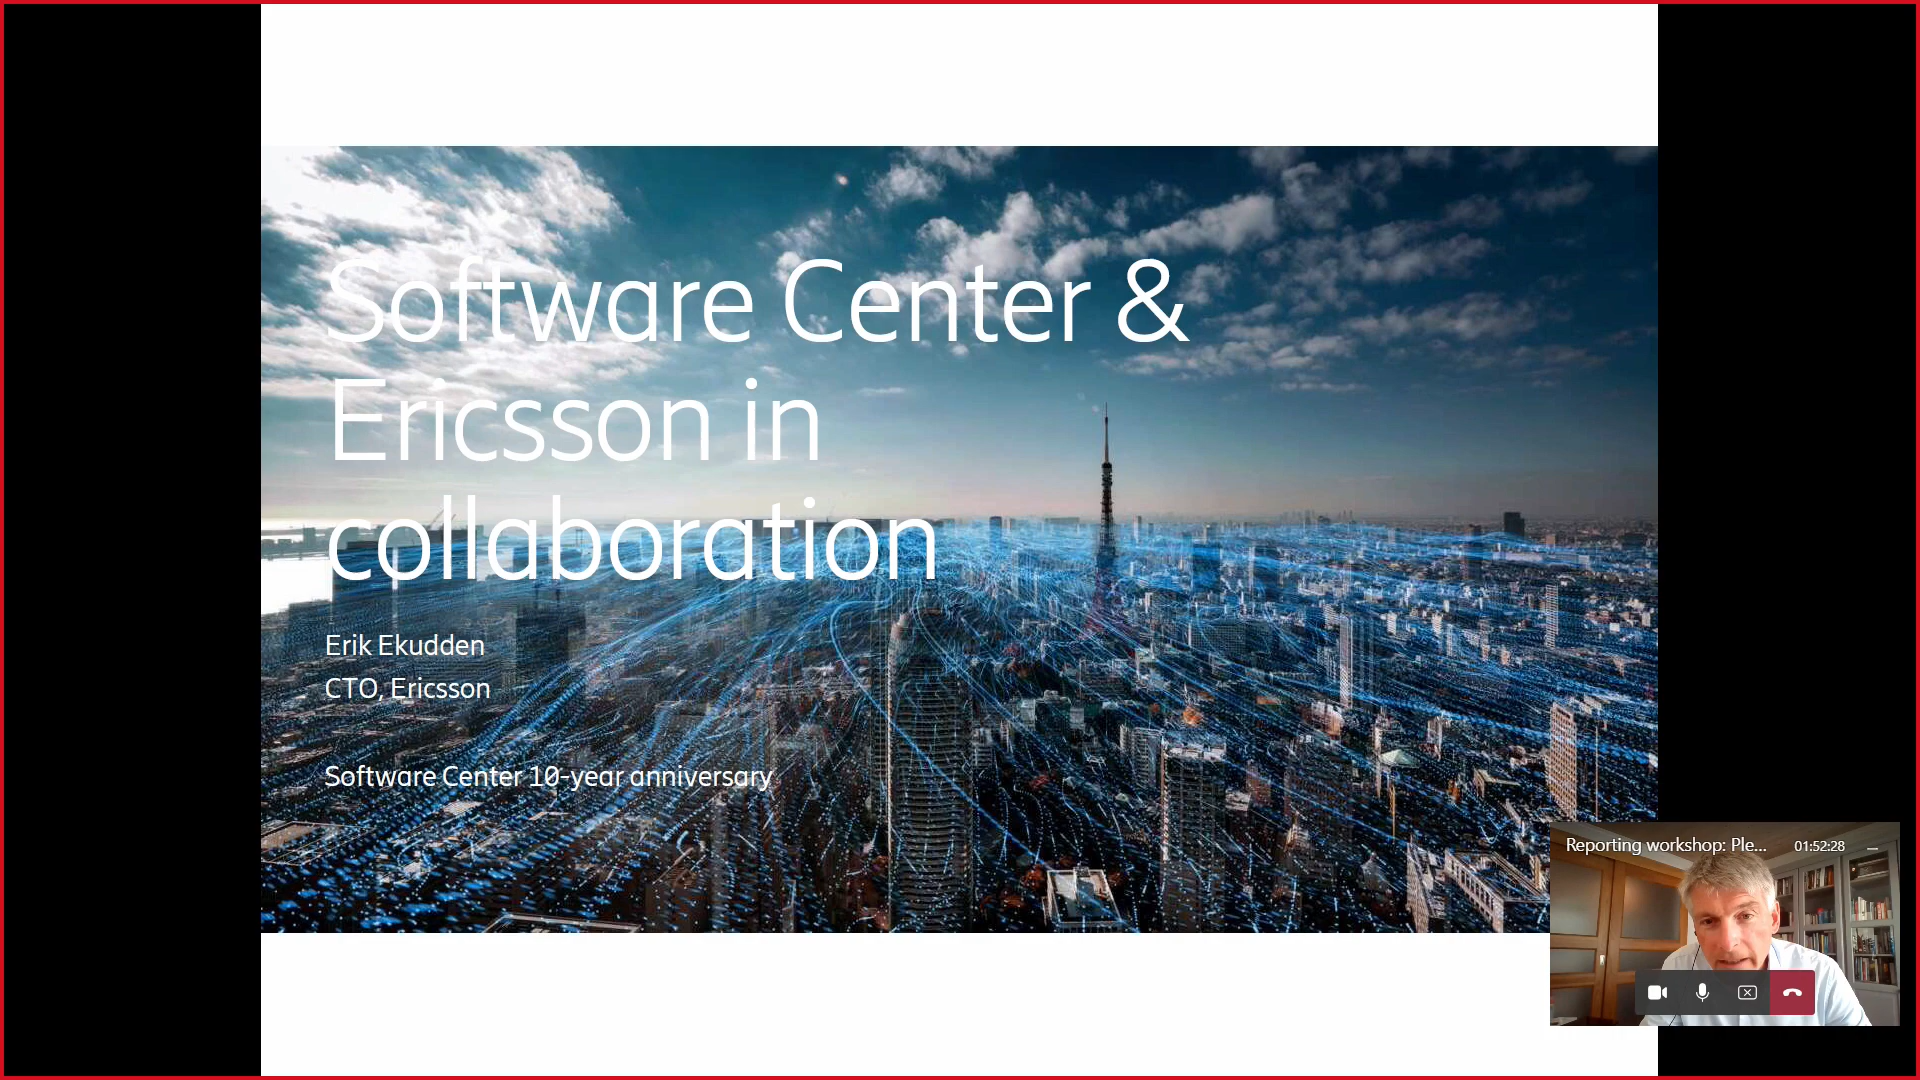 Software Center &
Ericsson in
collaboration
Erik Ekudden
CTO, Ericsson
Software Center 10-year anniversary
Reporting workshop: Ple... 01:52:28